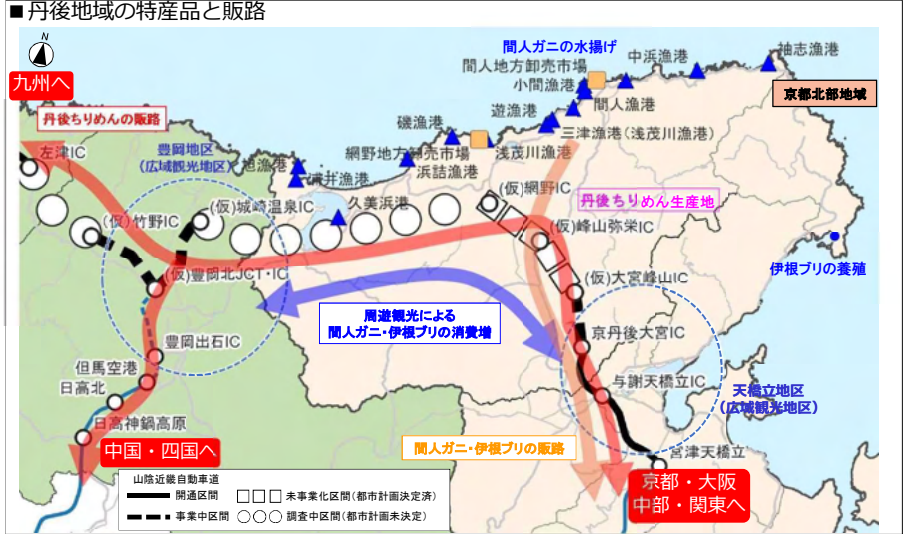 ■丹後地域の特産品と販路
N
九州へ
丹後ちりめんの販路
間人ガニの水揚げ
間人地方卸売市場
小間漁港
中浜漁港
袖志漁港
京都北部地域
間人漁港
遊漁港
三津漁港(浅茂川漁港)
磯漁港
網野地方卸売市場
浅茂川漁港
浜詰漁港
豊岡地区
(広域観光地区)
旭漁港
浦井漁港
久美浜港
左津IC
(仮)竹野IC
(仮)城崎温泉IC
(仮)網野IC
丹後ちりめん生産地
(仮)峰山弥栄IC
伊根ブリの養殖
(仮)豊岡北JCT・IC
(仮)大宮峰山IC
周遊観光による
間人ガニ・伊根ブリの消費増
京丹後大宮IC
豊岡出石IC
但馬空港
日高北
与謝天橋立IC
天橋立地区
(広域観光地区)
日高神鍋高原
中国・四国へ
間人ガニ・伊根ブリの販路
宮津天橋立
京都・大阪
中部・関東へ
山陰近畿自動車道
開通区間
未事業化区間(都市計画決定済)
事業中区間
調査中区間(都市計画未決定)